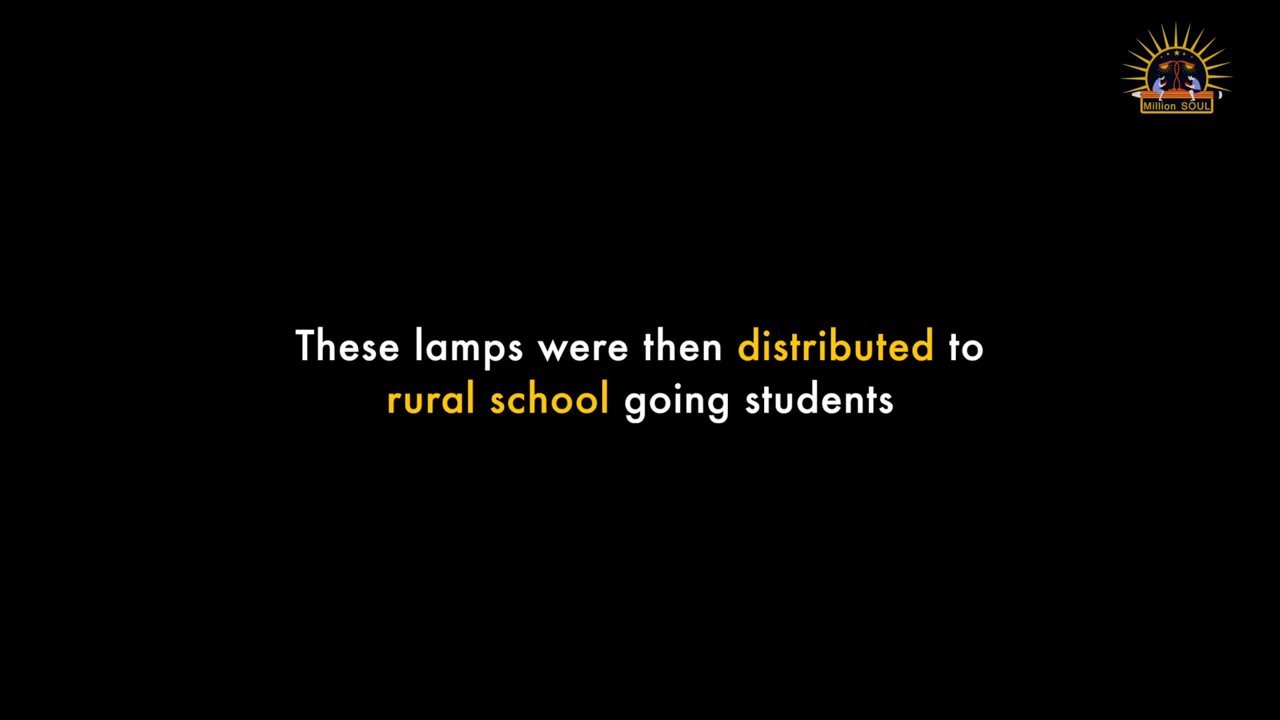 Million SOUL
These lamps were then distributed to
rural school going students